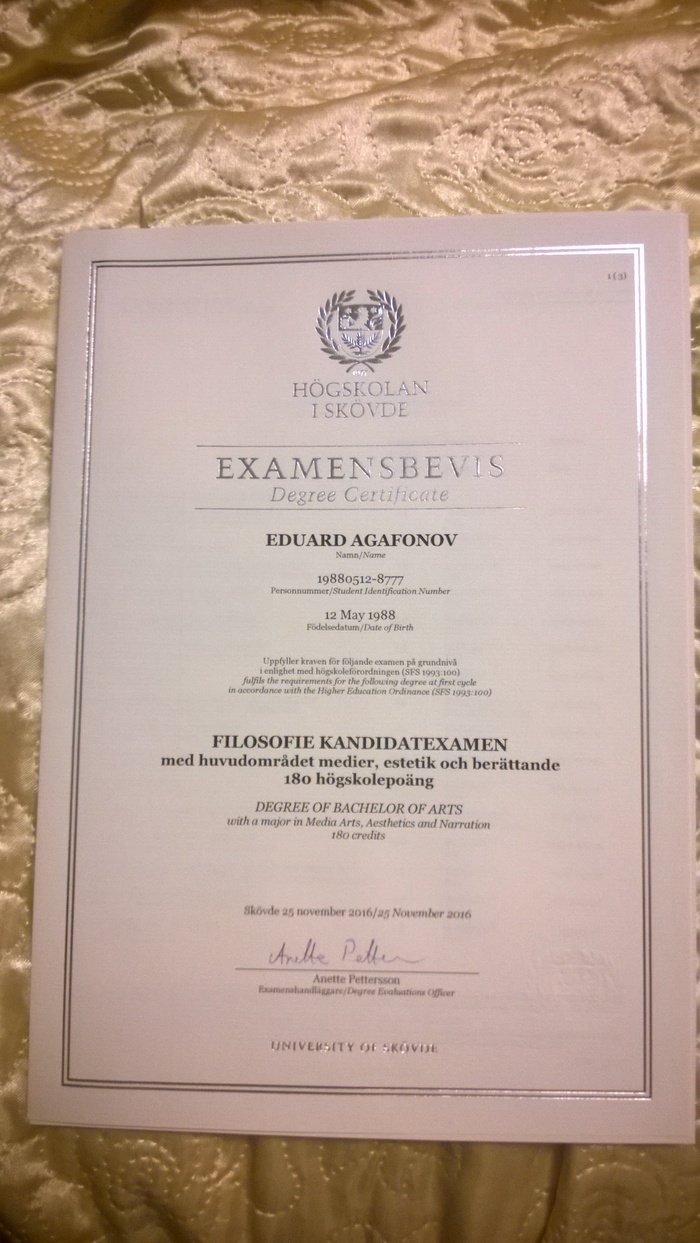 1(3)
HÖGSKOLAN
I SKÖVDE
EXAMENSBEVIS
Degree Certificate
EDUARD AGAFONOV
Namn/Name
19880512-8777
Personnummer/Student Identification Number
12 May 1988
Födelsedatum/Date of Birth
Uppfyller kraven för följande examen på grundnivå
i enlighet med högskoleförordningen (SFS 1993:100)
fulfils the requirements for the following degree at first cycle
in accordance with the Higher Education Ordinance (SFS 1993:100)
FILOSOFIE KANDIDATEXAMEN
med huvudområdet medier, estetik och berättande
180 högskolepoäng
DEGREE OF BACHELOR OF ARTS
with a major in Media Arts, Aesthetics and Narration
180 credits
Skövde 25 november 2016/25 November 2016
Anette Petter
Anette Pettersson
Examenshandläggare/Degree Evaluations Officer
UNIVERSITY OF SKÖVDE